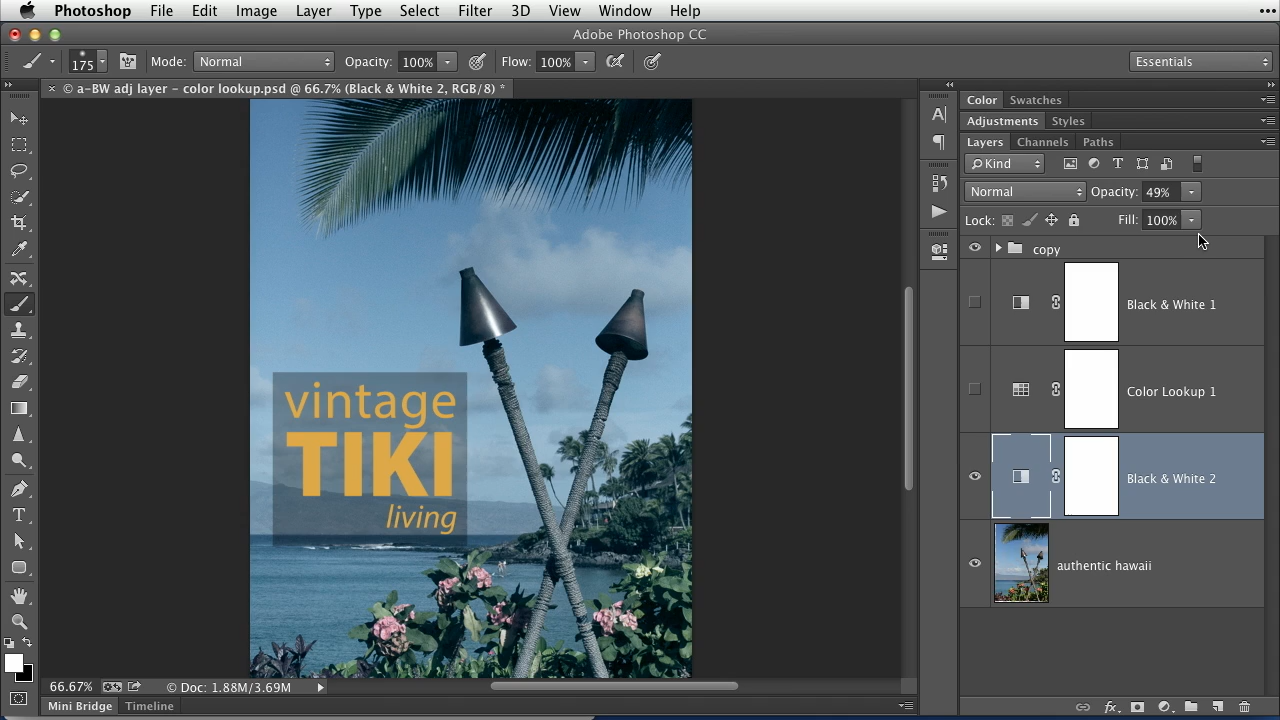 Photoshop File Edit Image Layer Type Select Filter 3D View Window Help
Adobe Photoshop CC
175 Mode: Normal Opacity: 100% Flow: 100% Essentials
× © a-BW adj layer - color lookup.psd @ 66.7% (Black & White 2, RGB/8) *
Color Swatches
Adjustments Styles
Layers Channels Paths
Kind
Normal Opacity: 49%
Lock: Fill: 100%
copy
Black & White 1
Color Lookup 1
Black & White 2
authentic hawaii
vintage
TIKI
living
66.67% © Doc: 1.88M/3.69M
Mini Bridge Timeline